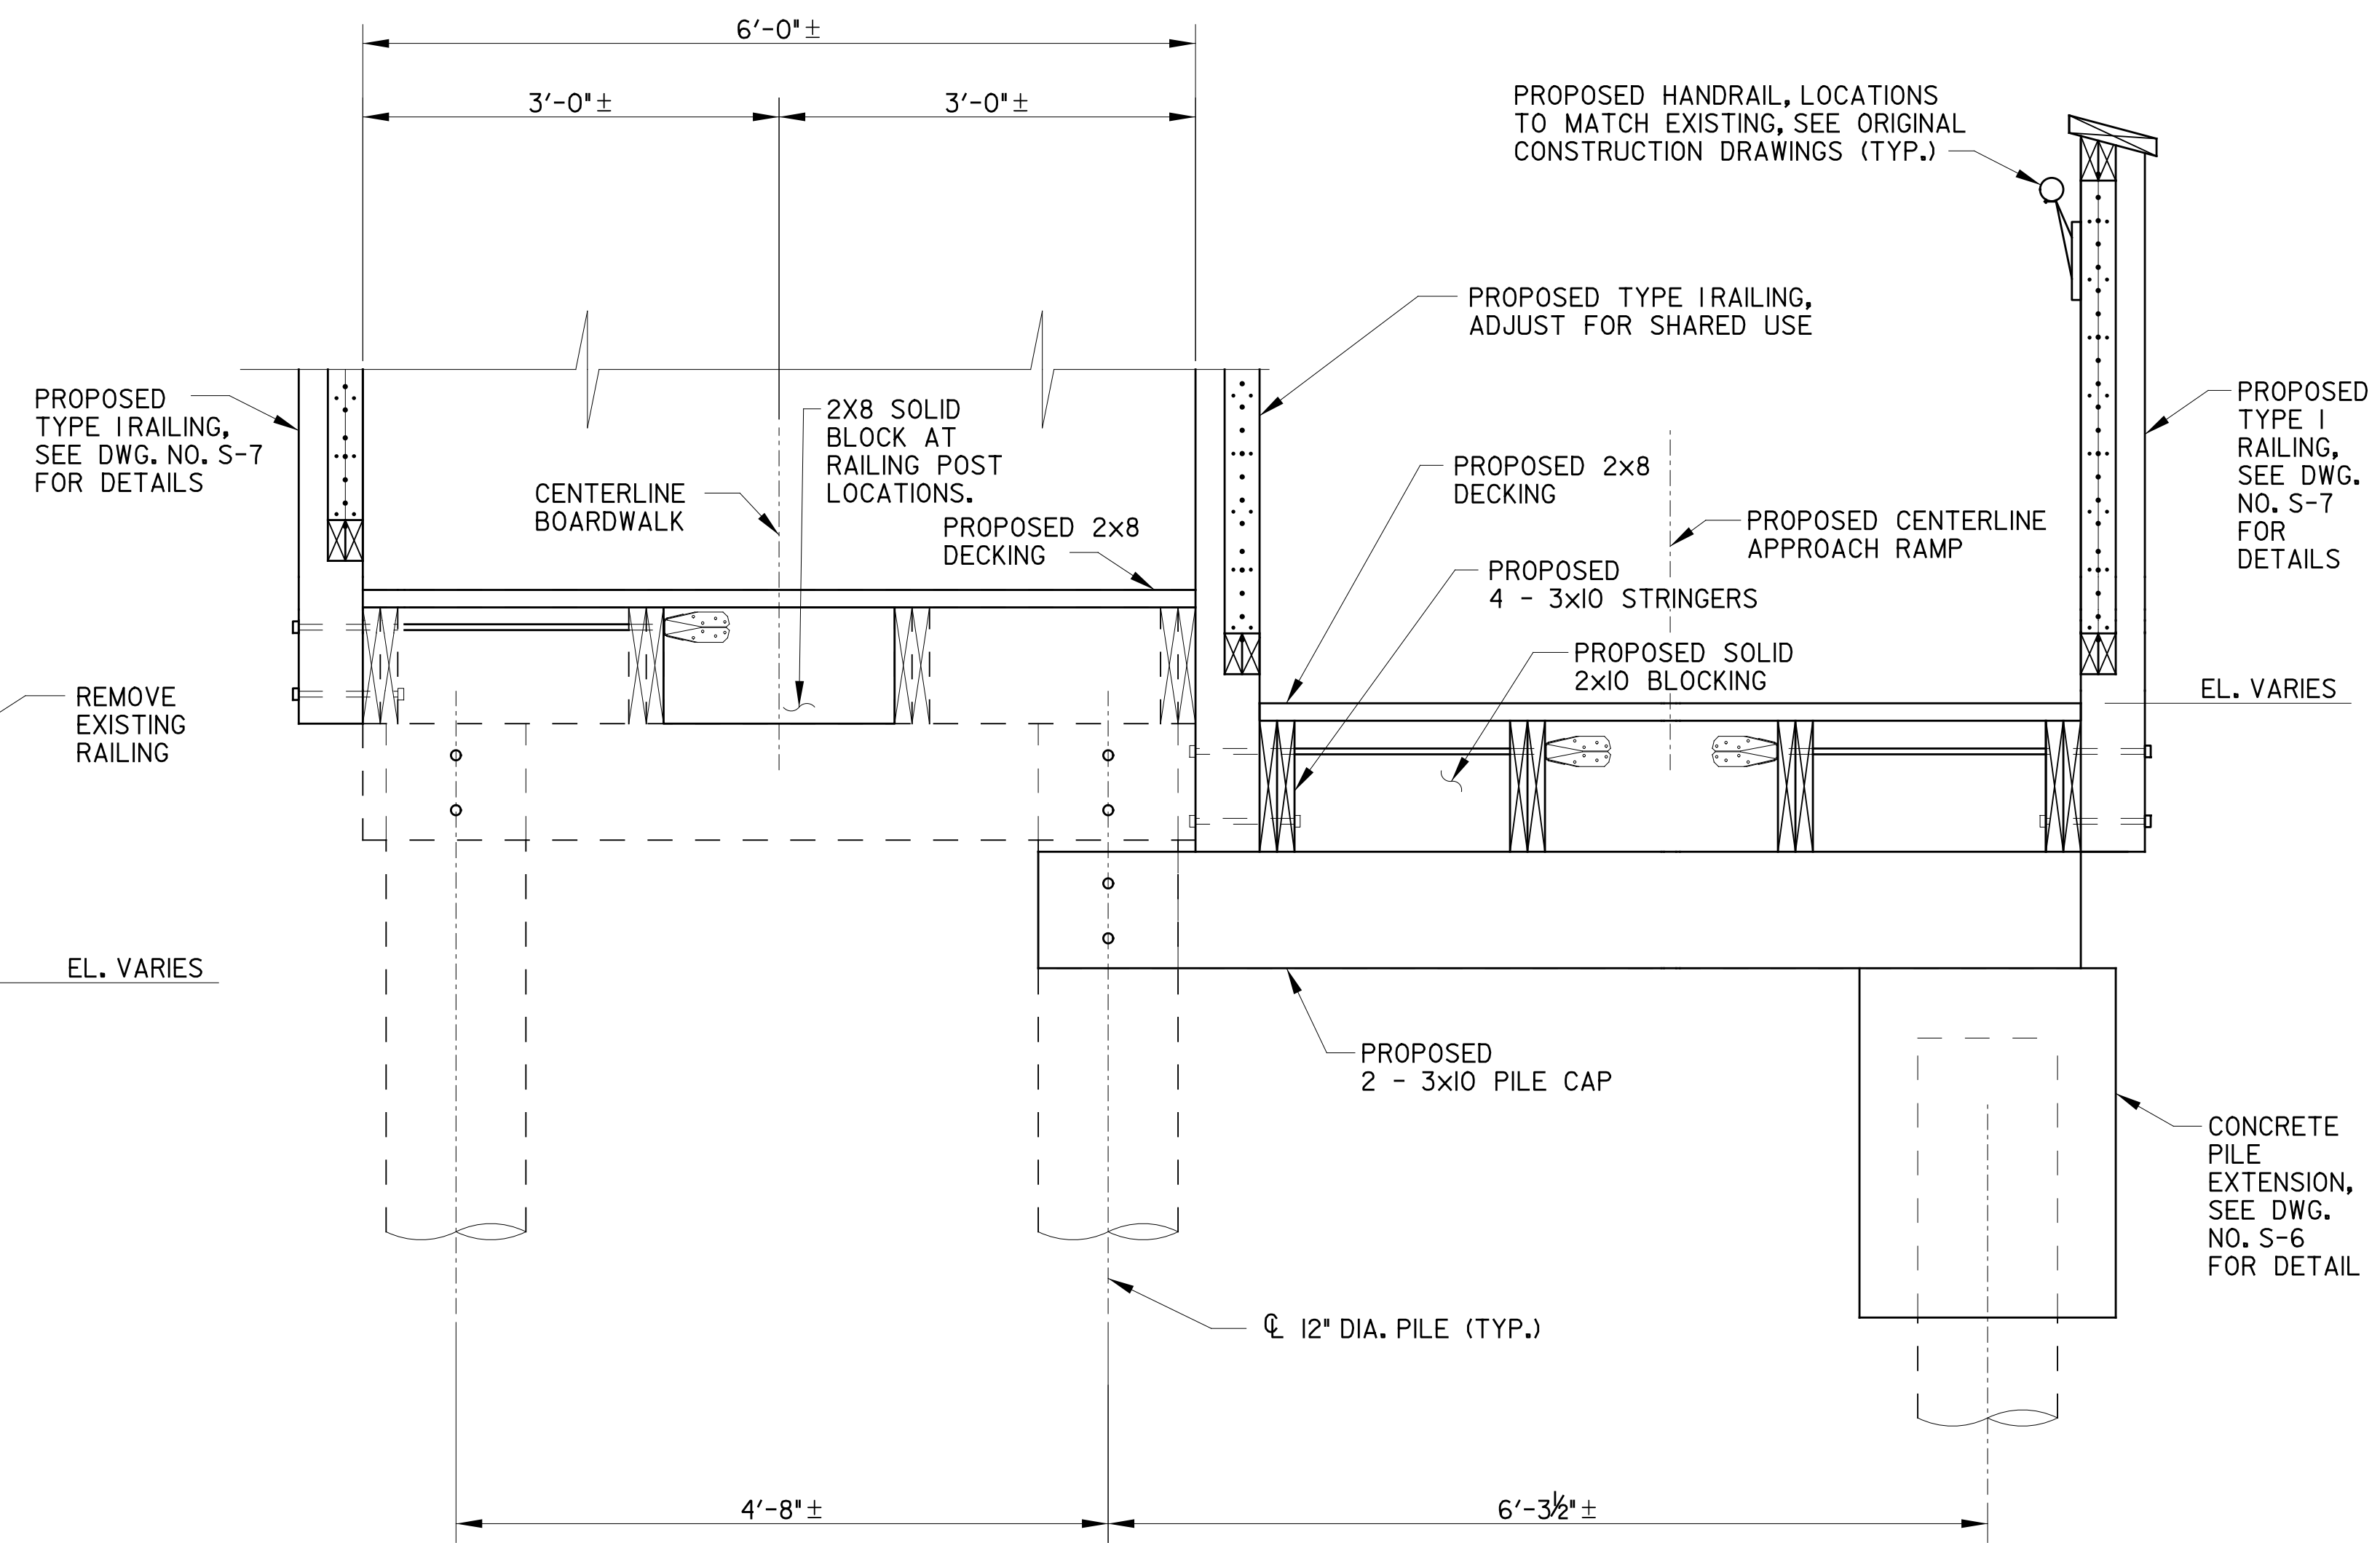 6'-0"±
3'-0"±
3'-0"±
PROPOSED HANDRAIL, LOCATIONS
TO MATCH EXISTING, SEE ORIGINAL
CONSTRUCTION DRAWINGS (TYP.)
PROPOSED TYPE I RAILING,
ADJUST FOR SHARED USE
PROPOSED
TYPE I RAILING,
SEE DWG. NO. S-7
FOR DETAILS
2X8 SOLID
BLOCK AT
RAILING POST
LOCATIONS.
CENTERLINE
BOARDWALK
PROPOSED 2x8
DECKING
PROPOSED 2x8
DECKING
PROPOSED CENTERLINE
APPROACH RAMP
PROPOSED
TYPE I
RAILING,
SEE DWG.
NO. S-7
FOR
DETAILS
PROPOSED
4 - 3x10 STRINGERS
PROPOSED SOLID
2x10 BLOCKING
REMOVE
EXISTING
RAILING
EL. VARIES
EL. VARIES
PROPOSED
2 - 3x10 PILE CAP
CONCRETE
PILE
EXTENSION,
SEE DWG.
NO. S-6
FOR DETAIL
℄ 12" DIA. PILE (TYP.)
4'-8"±
6'-3½"±